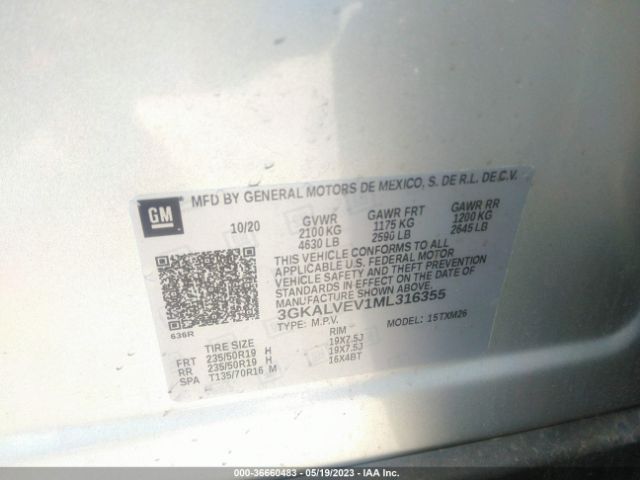 GM
MFD BY GENERAL MOTORS DE MEXICO, S. DE R.L. DE C.V.
10/20 GVWR GAWR FRT GAWR RR
2100 KG 1175 KG 1200 KG
4630 LB 2590 LB 2645 LB
THIS VEHICLE CONFORMS TO ALL
APPLICABLE U.S. FEDERAL MOTOR
VEHICLE SAFETY AND THEFT PREVENTION
STANDARDS IN EFFECT ON THE DATE OF
MANUFACTURE SHOWN ABOVE.
3GKALVEV1ML316355
TYPE: M.P.V. MODEL: 15TXM26
636R
TIRE SIZE RIM
FRT 235/50R19 H 19X7.5J
RR 235/50R19 H 19X7.5J
SPA T135/70R16 M 16X4BT
000-36660483 - 05/19/2023 - IAA Inc.